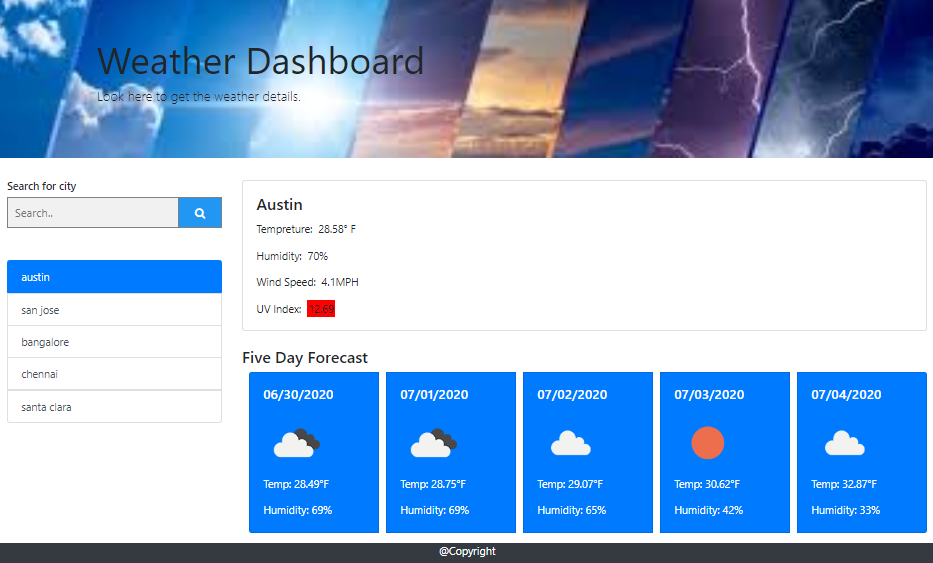 Weather Dashboard
Look here to get the weather details.
Search for city
Search..
austin
san jose
bangalore
chennai
santa clara
Austin
Tempreture: 28.58° F
Humidity: 70%
Wind Speed: 4.1MPH
UV Index: 12.69
Five Day Forecast
06/30/2020
Temp: 28.49°F
Humidity: 69%
07/01/2020
Temp: 28.75°F
Humidity: 69%
07/02/2020
Temp: 29.07°F
Humidity: 65%
07/03/2020
Temp: 30.62°F
Humidity: 42%
07/04/2020
Temp: 32.87°F
Humidity: 33%
@Copyright